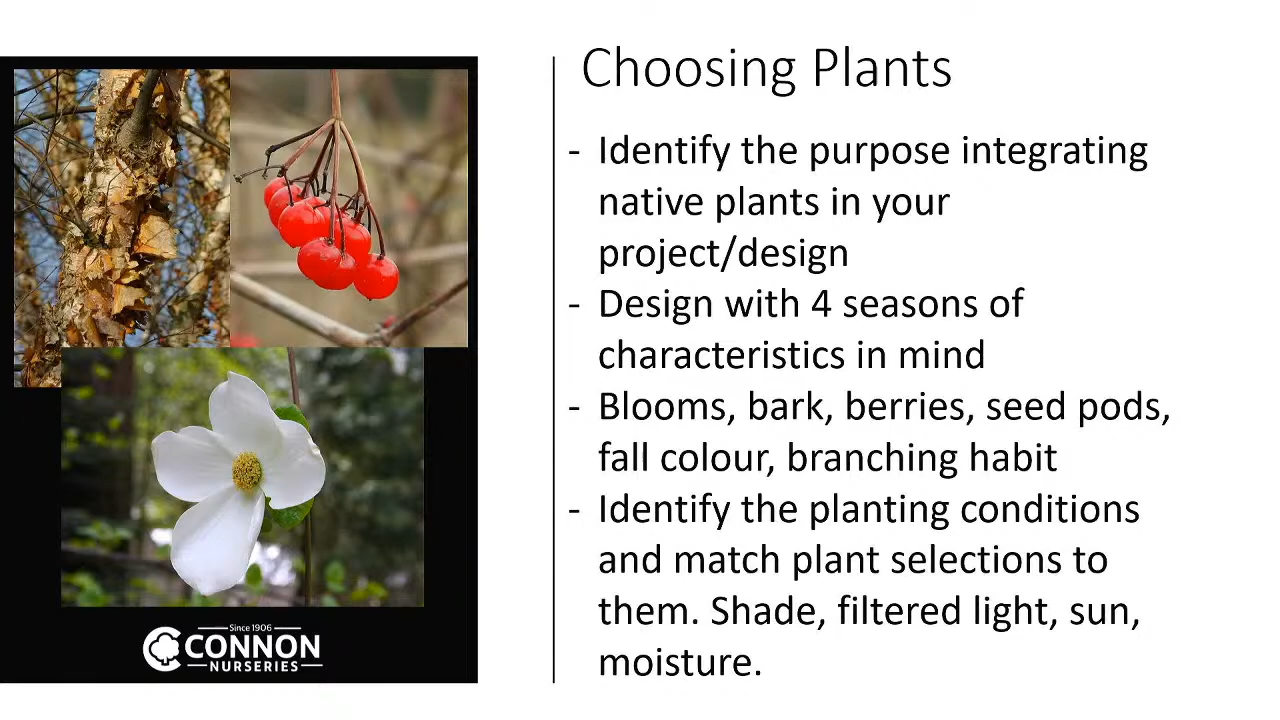 Choosing Plants
- Identify the purpose integrating
native plants in your
project/design
- Design with 4 seasons of
characteristics in mind
- Blooms, bark, berries, seed pods,
fall colour, branching habit
- Identify the planting conditions
and match plant selections to
them. Shade, filtered light, sun,
moisture.
Since 1906
CONNON
NURSERIES